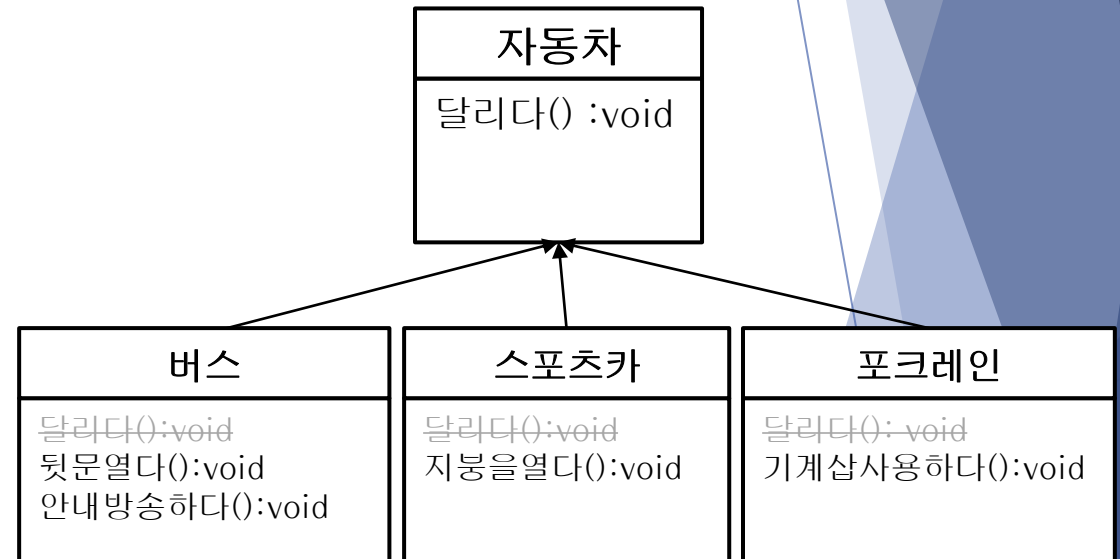 자동차
달리다() :void
버스
달리다():void
뒷문열다():void
안내방송하다():void
스포츠카
달리다():void
지붕을열다():void
포크레인
달리다(): void
기계삽사용하다():void